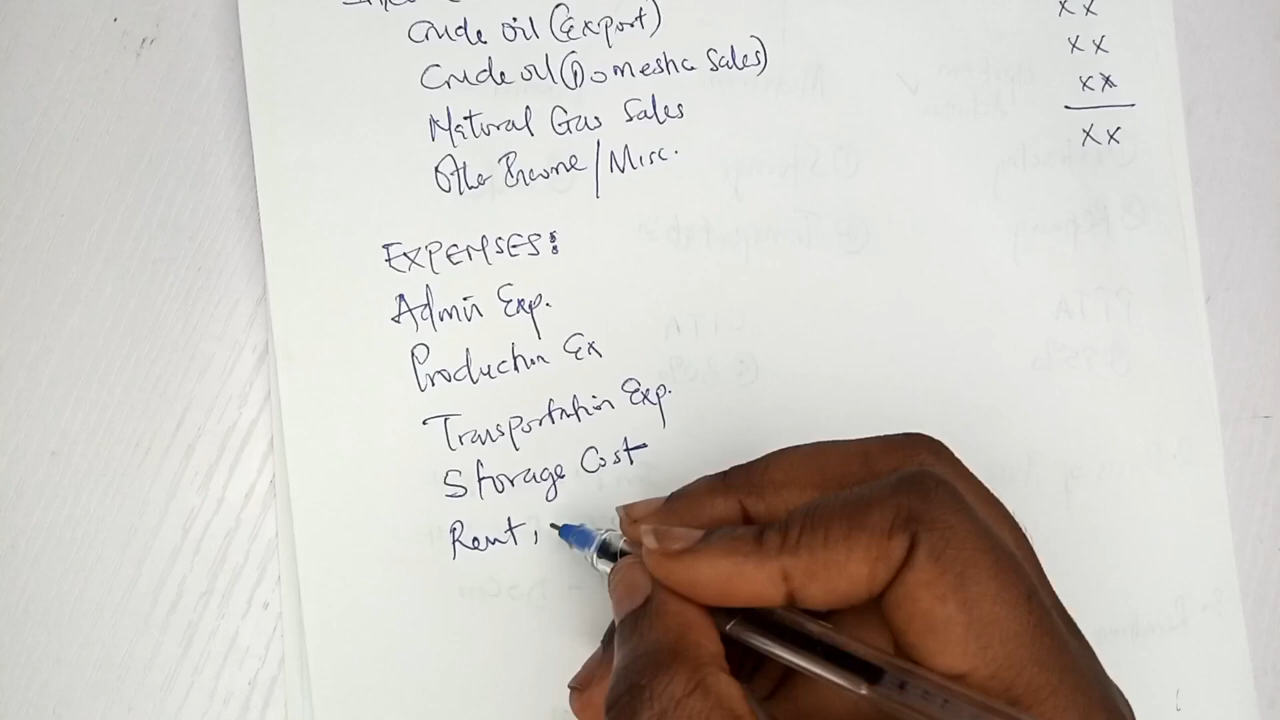 Crude oil (Export) XX
Crude oil (Domestic Sales) XX
Natural Gas Sales XX
Other Income/Misc. XX
EXPENSES:
Admin Exp.
Production Ex
Transportation Exp.
Storage Cost
Rent,